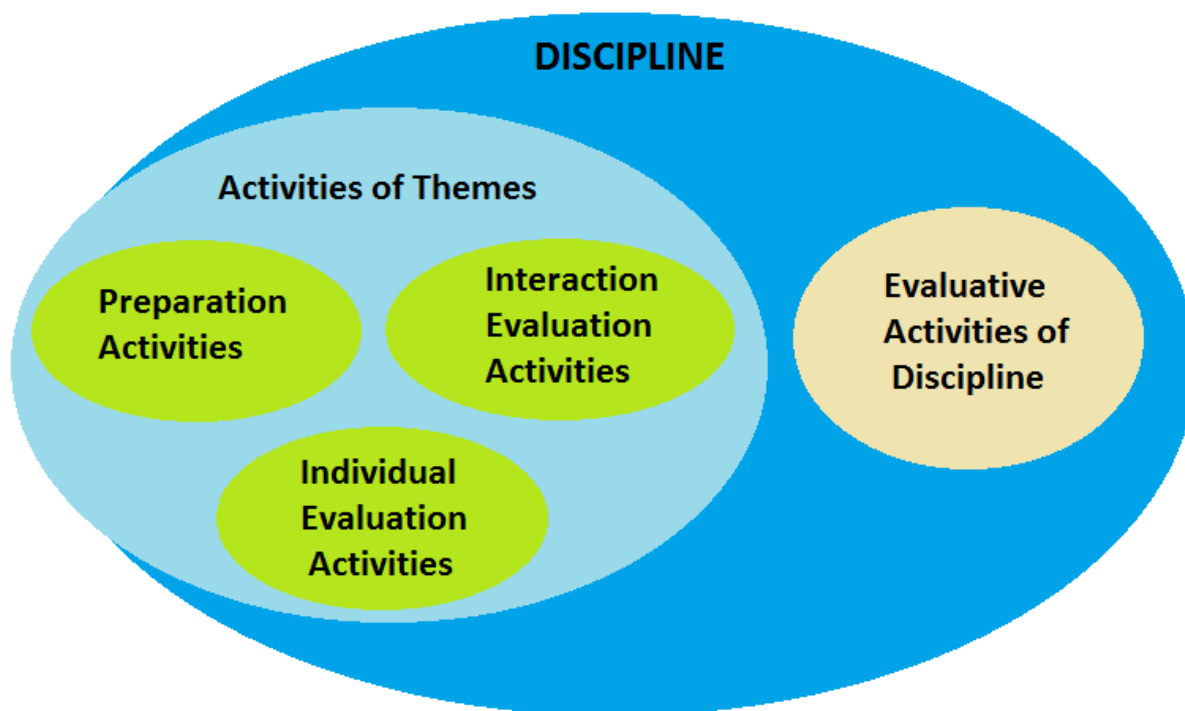 DISCIPLINE
Activities of Themes
Preparation
Activities
Interaction
Evaluation
Activities
Individual
Evaluation
Activities
Evaluative
Activities of
Discipline